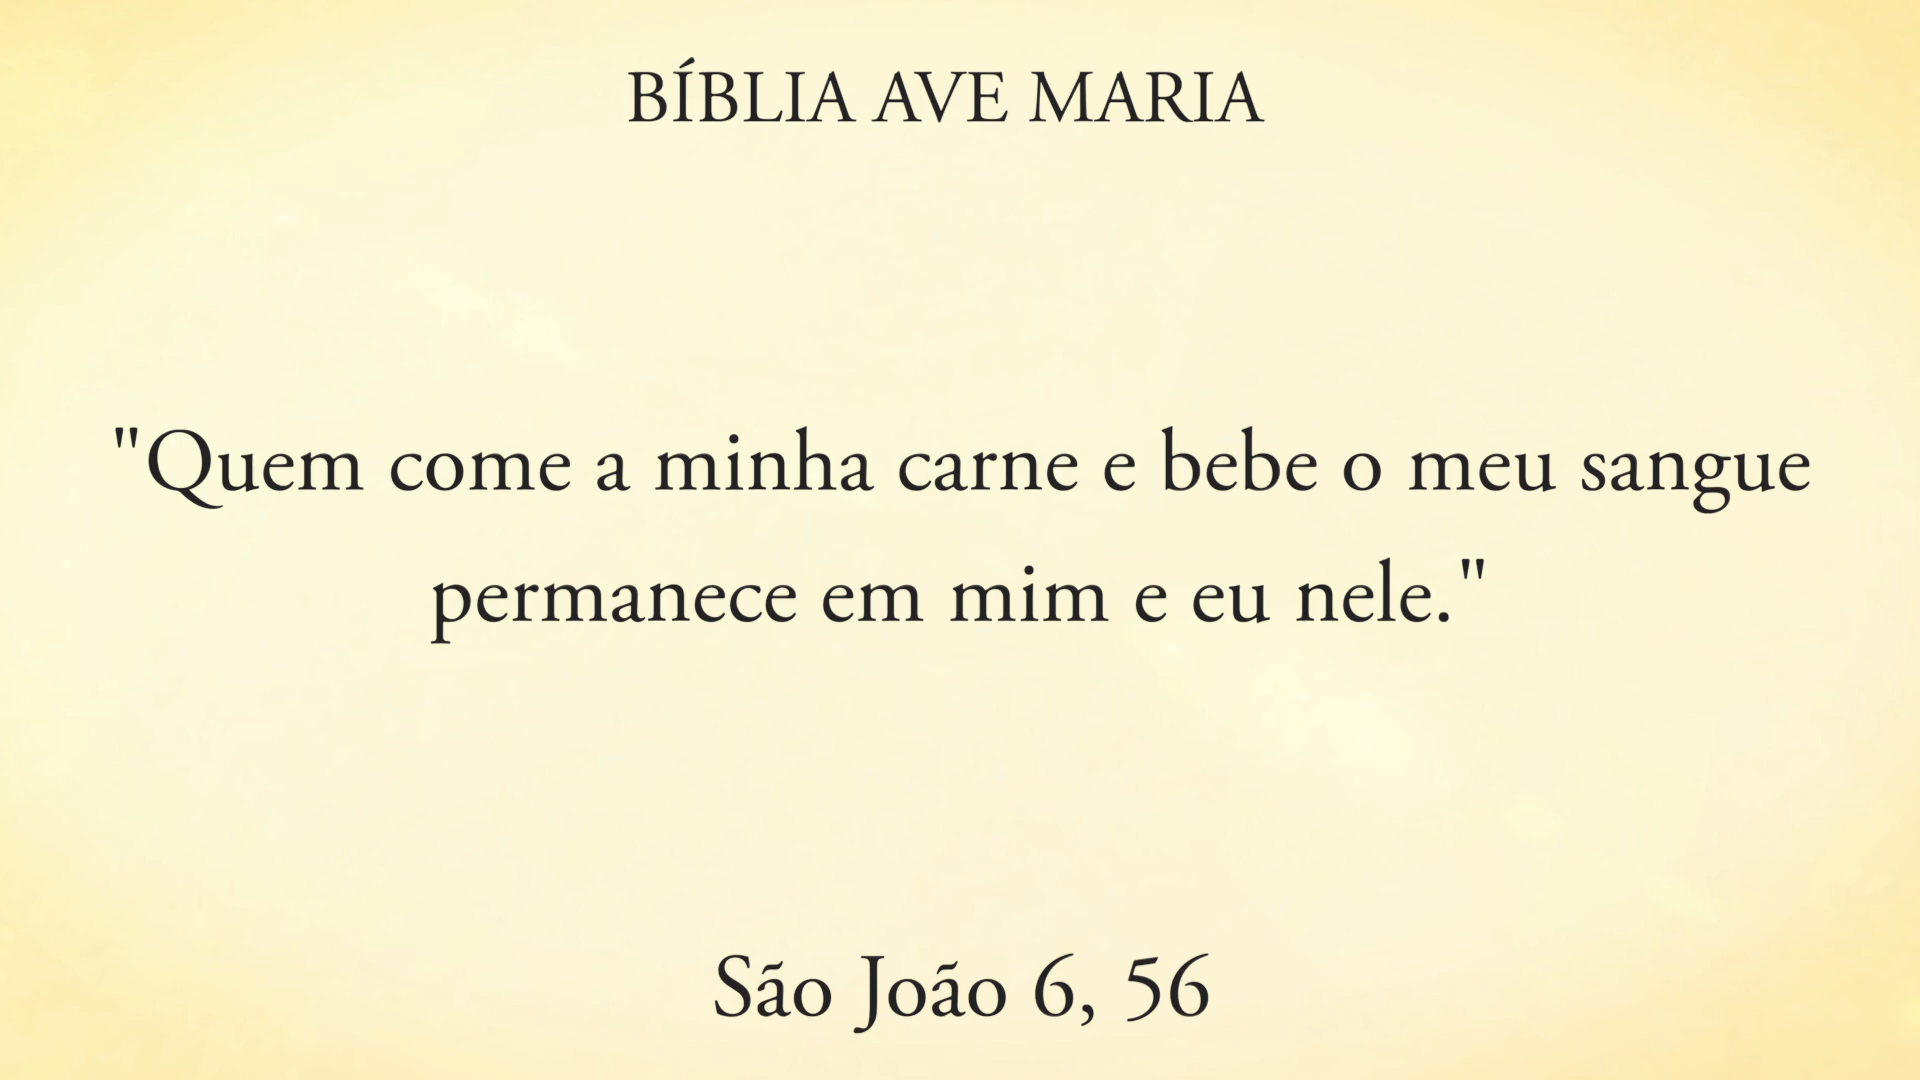 BÍBLIA AVE MARIA
"Quem come a minha carne e bebe o meu sangue
permanece em mim e eu nele."
São João 6, 56